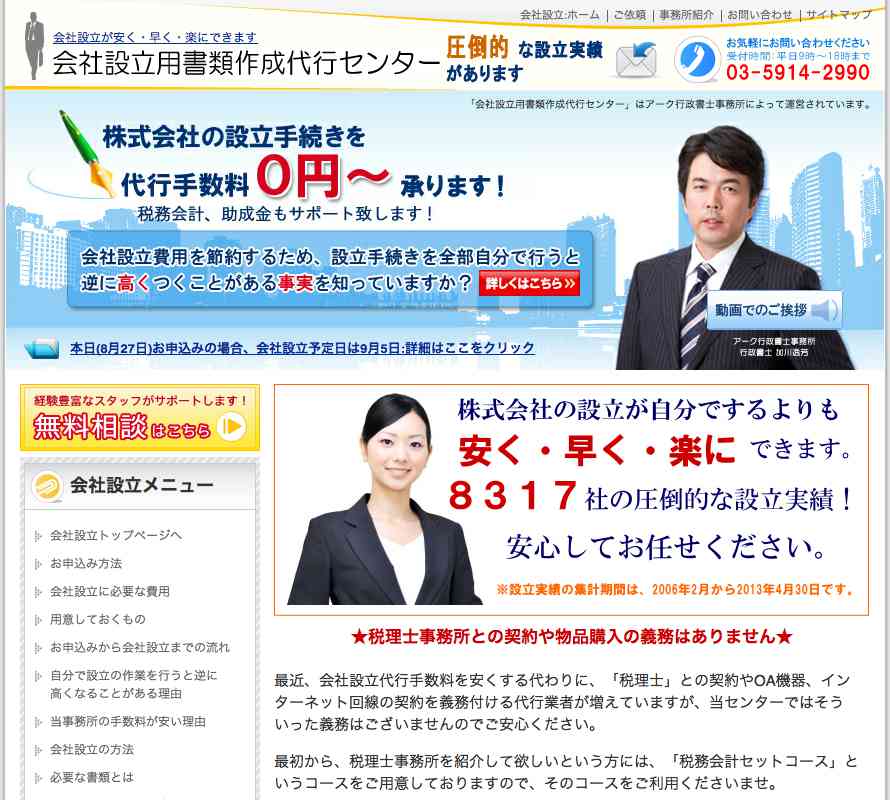 会社設立:ホーム | ご依頼 | 事務所紹介 | お問い合わせ | サイトマップ
会社設立が安く・早く・楽にできます
会社設立用書類作成代行センター
圧倒的な設立実績
があります
お気軽にお問い合わせください
受付時間:平日9時〜18時まで
03-5914-2990
「会社設立用書類作成代行センター」はアーク行政書士事務所によって運営されています。
株式会社の設立手続きを
代行手数料0円〜承ります！
税務会計、助成金もサポート致します！
会社設立費用を節約するため、設立手続きを全部自分で行うと
逆に高くつくことがある事実を知っていますか？ 詳しくはこちら
動画でのご挨拶
アーク行政書士事務所
行政書士 加川遊芳
本日(8月27日)お申込みの場合、会社設立予定日は9月5日:詳細はここをクリック
経験豊富なスタッフがサポートします！
無料相談はこちら
会社設立メニュー
会社設立トップページへ
お申込み方法
会社設立に必要な費用
用意しておくもの
お申込みから会社設立までの流れ
自分で設立の作業を行うと逆に
高くなることがある理由
当事務所の手数料が安い理由
会社設立の方法
必要な書類とは
株式会社の設立が自分でするよりも
安く・早く・楽にできます。
８３１７社の圧倒的な設立実績！
安心してお任せください。
※設立実績の集計期間は、2006年2月から2013年4月30日です。
★税理士事務所との契約や物品購入の義務はありません★
最近、会社設立代行手数料を安くする代わりに、「税理士」との契約やOA機器、イン
ターネット回線の契約を義務付ける代行業者が増えていますが、当センターではそう
いった義務はございませんのでご安心ください。
最初から、税理士事務所を紹介して欲しいという方には、「税務会計セットコース」と
いうコースをご用意しておりますので、そのコースをご利用くださいませ。